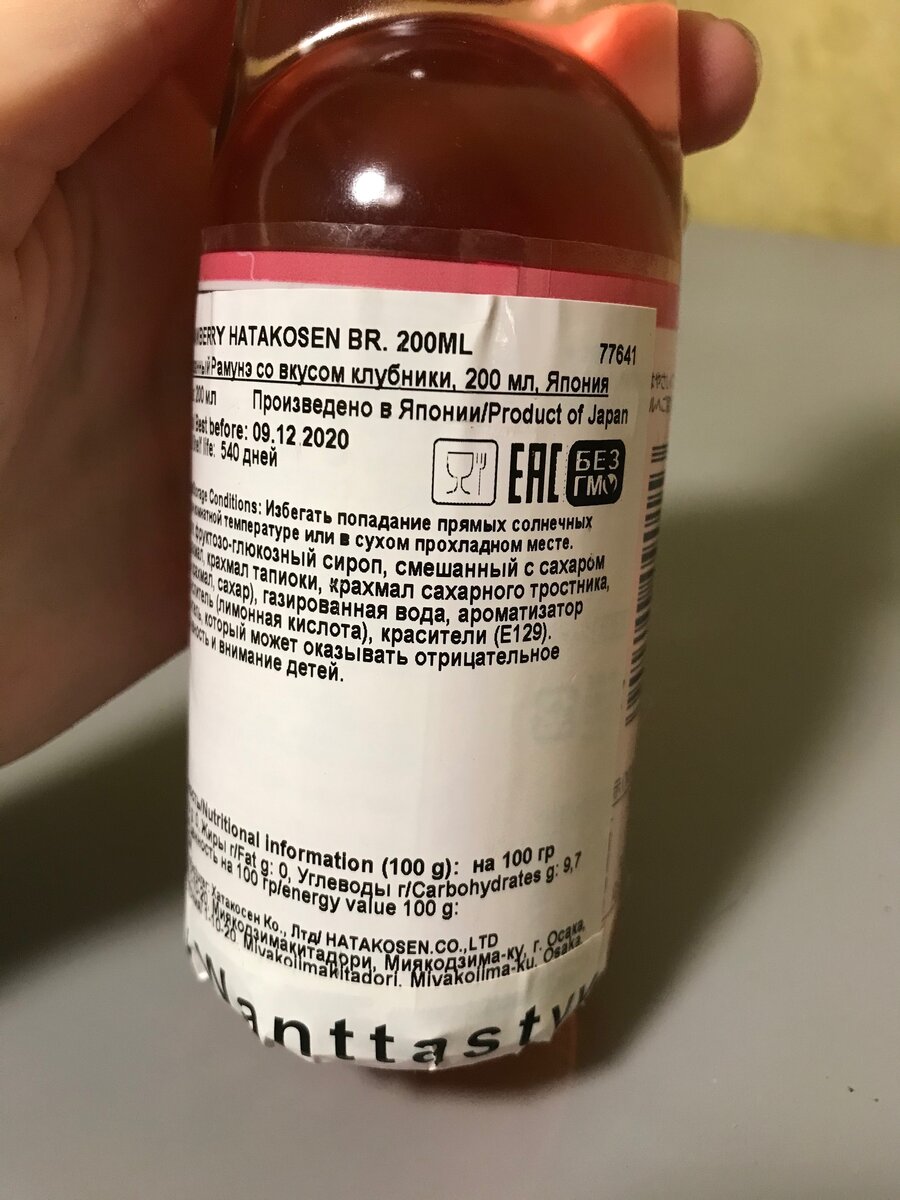 BERRY HATAKOSEN BR. 200ML
77641
Рамунэ со вкусом клубники, 200 мл, Япония
200 мл Произведено в Японии/Product of Japan
Best before: 09.12.2020
life: 540 дней
EAC
БЕЗ
ГМО
Conditions: Избегать попадание прямых солнечных
температуре или в сухом прохладном месте.
фруктозо-глюкозный сироп, смешанный с сахаром
крахмал тапиоки, крахмал сахарного тростника,
сахар), газированная вода, ароматизатор
(лимонная кислота), красители (E129).
который может оказывать отрицательное
и внимание детей.
/Nutritional information (100 g): на 100 гр
Жиры г/Fat g: 0, Углеводы г/Carbohydrates g: 9,7
на 100 гр/energy value 100 g:
Хатакосен Ко., Лтд/ HATAKOSEN.CO.,LTD
Миякодзимакитадори, Миякодзима-ку, г. Осака,
1-10-20 Miyakojimakitadori. Miyakojima-ku. Osaka.
Nanttasty